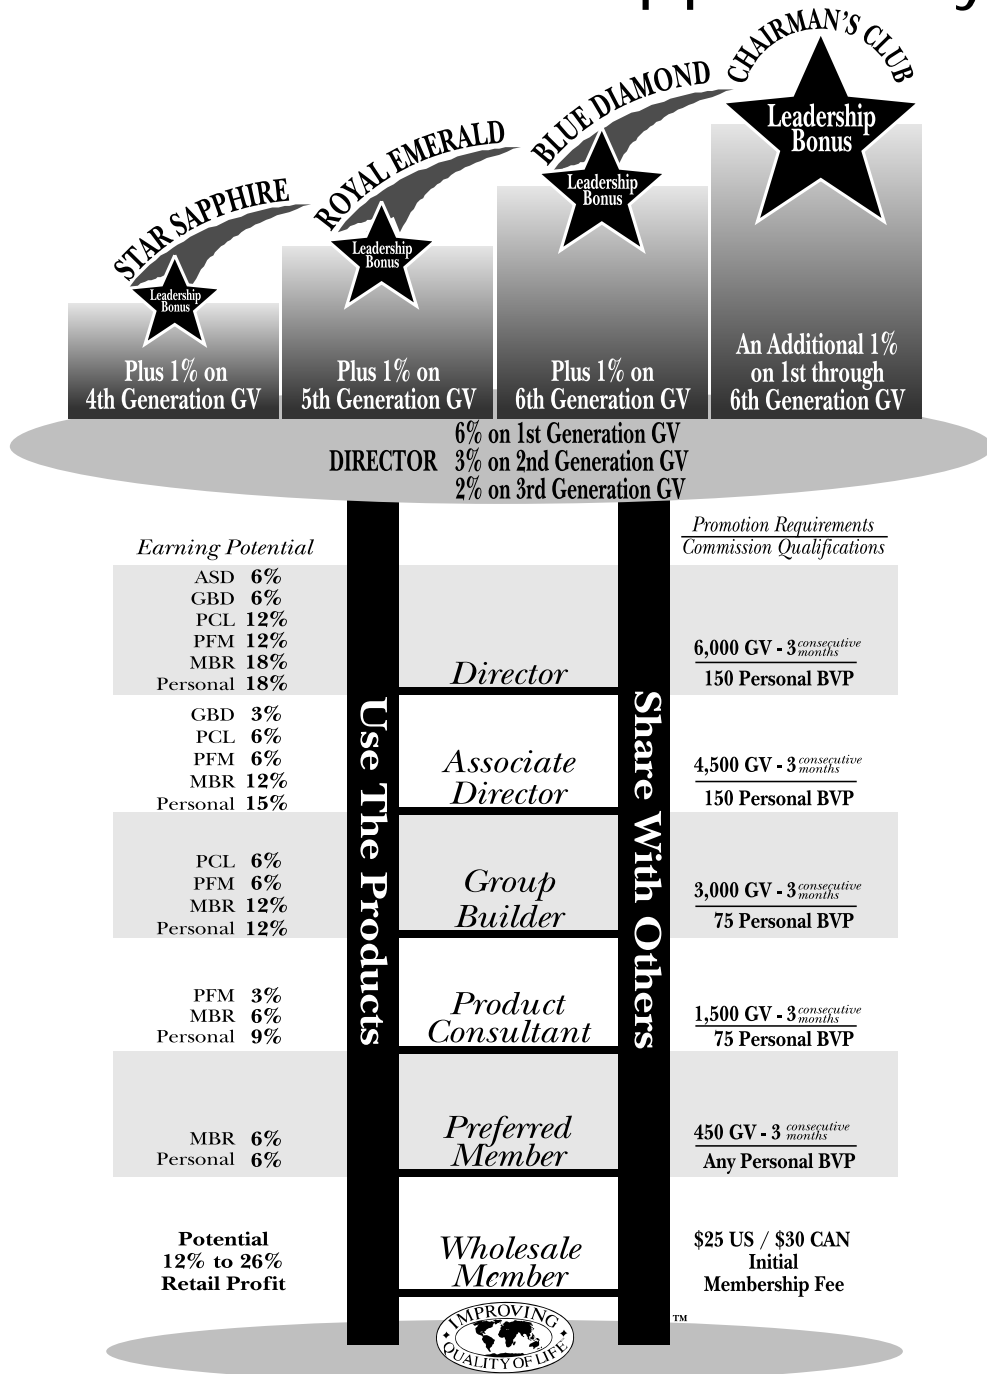 CHAIRMAN'S CLUB
Leadership
Bonus
BLUE DIAMOND
Leadership
Bonus
ROYAL EMERALD
Leadership
Bonus
STAR SAPPHIRE
Leadership
Bonus
Plus 1% on
4th Generation GV
Plus 1% on
5th Generation GV
Plus 1% on
6th Generation GV
An Additional 1%
on 1st through
6th Generation GV
DIRECTOR
6% on 1st Generation GV
3% on 2nd Generation GV
2% on 3rd Generation GV
Earning Potential
Promotion Requirements
Commission Qualifications
Use The Products
Share With Others
ASD 6%
GBD 6%
PCL 12%
PFM 12%
MBR 18%
Personal 18%
Director
6,000 GV - 3 consecutive months
150 Personal BVP
GBD 3%
PCL 6%
PFM 6%
MBR 12%
Personal 15%
Associate
Director
4,500 GV - 3 consecutive months
150 Personal BVP
PCL 6%
PFM 6%
MBR 12%
Personal 12%
Group
Builder
3,000 GV - 3 consecutive months
75 Personal BVP
PFM 3%
MBR 6%
Personal 9%
Product
Consultant
1,500 GV - 3 consecutive months
75 Personal BVP
MBR 6%
Personal 6%
Preferred
Member
450 GV - 3 consecutive months
Any Personal BVP
Potential
12% to 26%
Retail Profit
Wholesale
Member
$25 US / $30 CAN
Initial
Membership Fee
IMPROVING
QUALITY OF LIFE
™